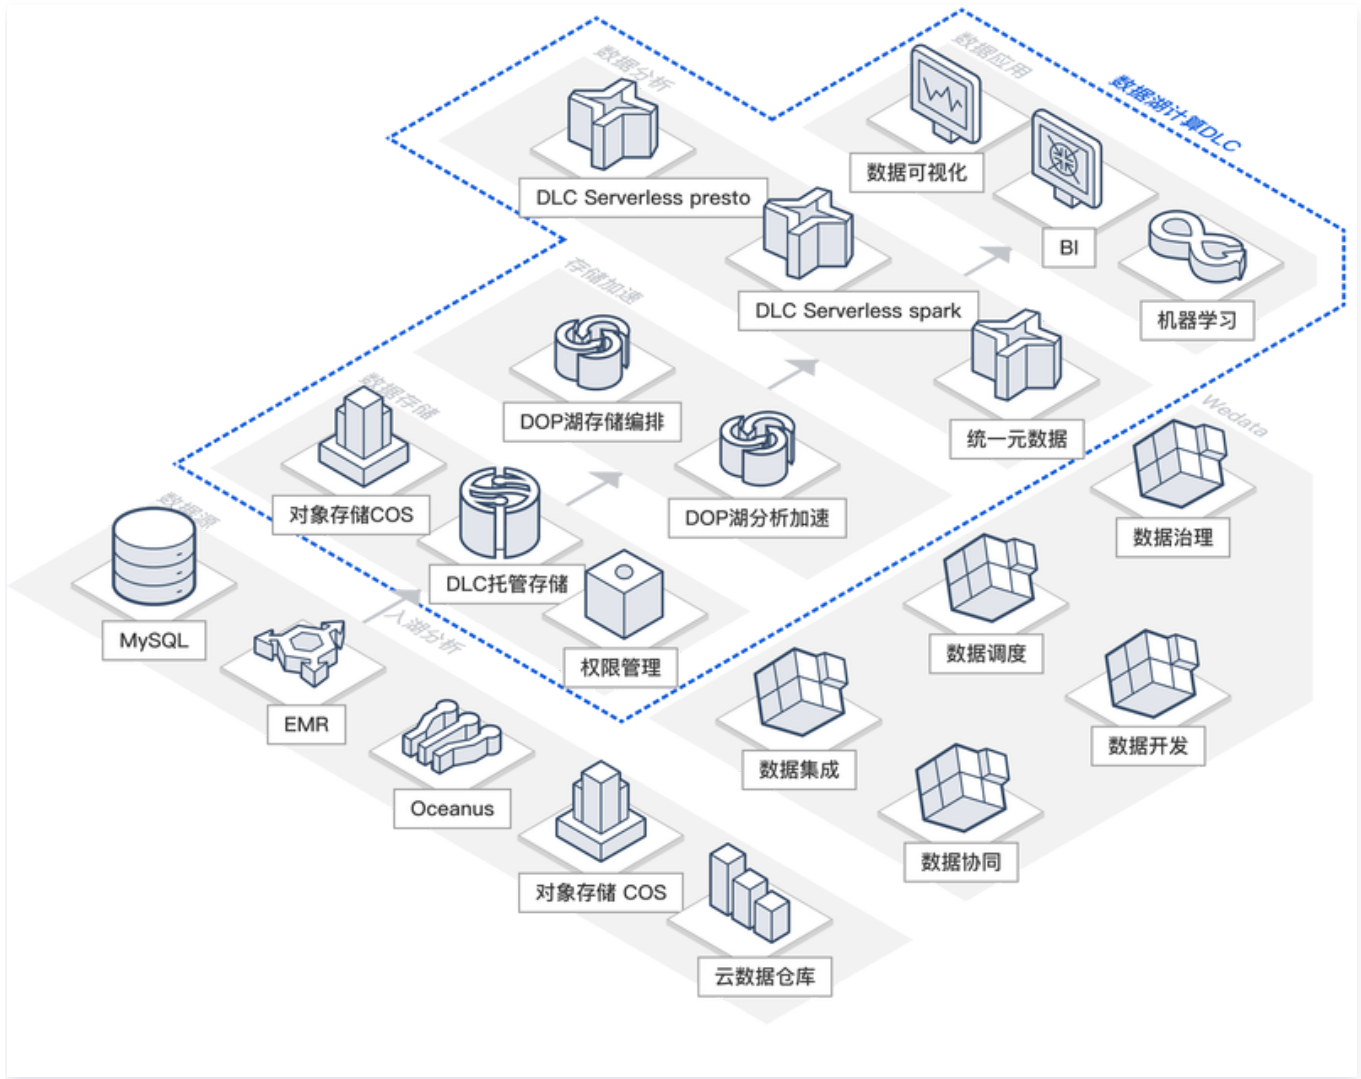 数据分析
数据应用
数据湖计算DLC
DLC Serverless presto
数据可视化
BI
DLC Serverless spark
机器学习
存储加速
统一元数据
DOP湖存储编排
DOP湖分析加速
数据存储
对象存储COS
DLC托管存储
权限管理
数据源
入湖分析
MySQL
EMR
Oceanus
对象存储 COS
云数据仓库
Wedata
数据治理
数据调度
数据开发
数据集成
数据协同